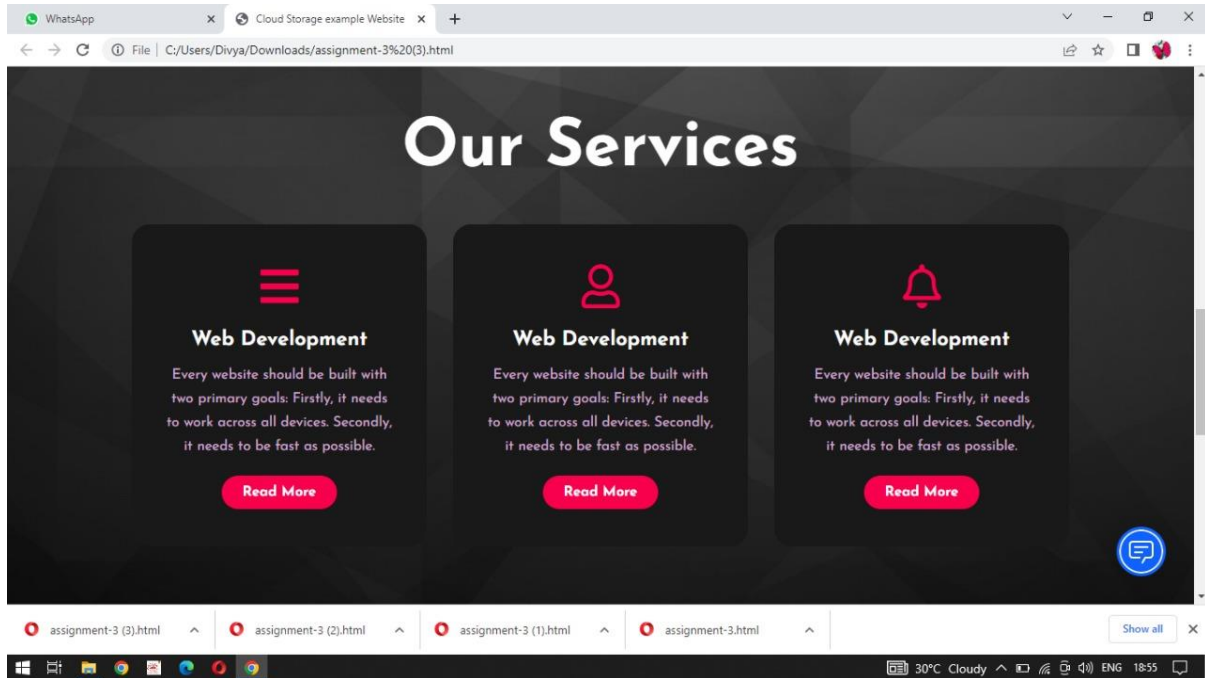 WhatsApp
Cloud Storage example Website
File | C:/Users/Divya/Downloads/assignment-3%20(3).html
Our Services
Web Development
Every website should be built with
two primary goals: Firstly, it needs
to work across all devices. Secondly,
it needs to be fast as possible.
Read More
Web Development
Every website should be built with
two primary goals: Firstly, it needs
to work across all devices. Secondly,
it needs to be fast as possible.
Read More
Web Development
Every website should be built with
two primary goals: Firstly, it needs
to work across all devices. Secondly,
it needs to be fast as possible.
Read More
assignment-3 (3).html
assignment-3 (2).html
assignment-3 (1).html
assignment-3.html
Show all
30°C Cloudy
ENG
18:55